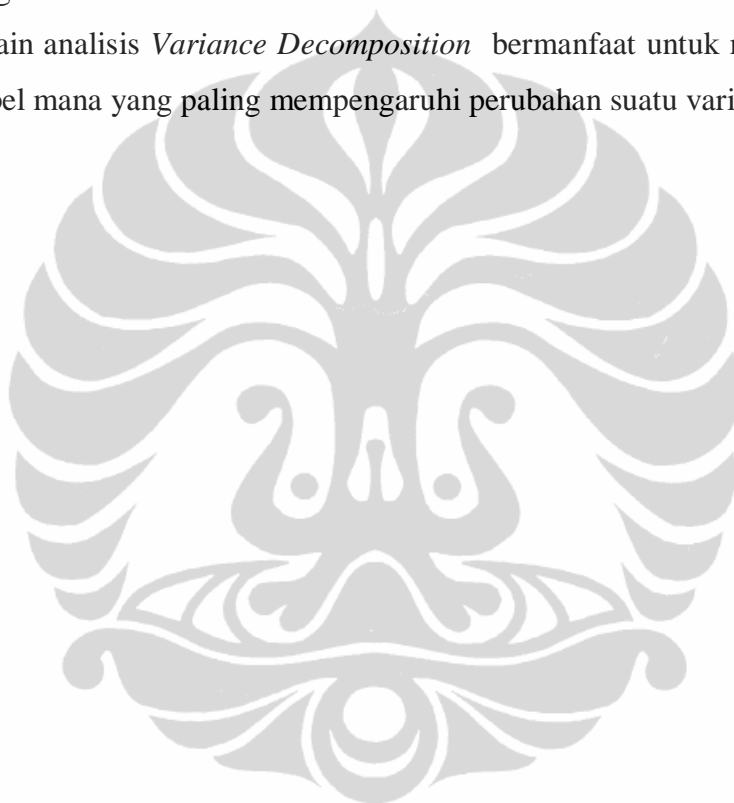 ain analisis Variance Decomposition bermanfaat untuk
bel mana yang paling mempengaruhi perubahan suatu vari